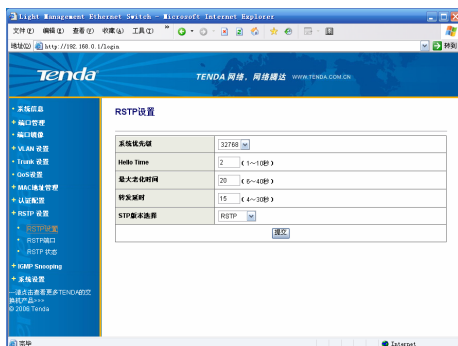 Light Management Ethernet Switch - Microsoft Internet Explorer
文件(F) 编辑(E) 查看(V) 收藏(A) 工具(T) »
地址(D) http://192.168.0.1/login 转到
Tenda
TENDA 网络，网络腾达 WWW.TENDA.COM.CN
系统信息
+ 端口管理
端口镜像
+ VLAN 设置
Trunk 设置
QoS设置
+ MAC地址管理
+ 认证配置
+ RSTP 设置
RSTP设置
RSTP端口
RSTP 状态
+ IGMP Snooping
+ 系统设置
--请点击查看更多TENDA的交换机产品>>>
© 2006 Tenda
RSTP设置
系统优先级 32768
Hello Time 2 (1～10秒)
最大老化时间 20 (6～40秒)
转发延时 15 (4～30秒)
STP版本选择 RSTP
提交
完毕 Internet